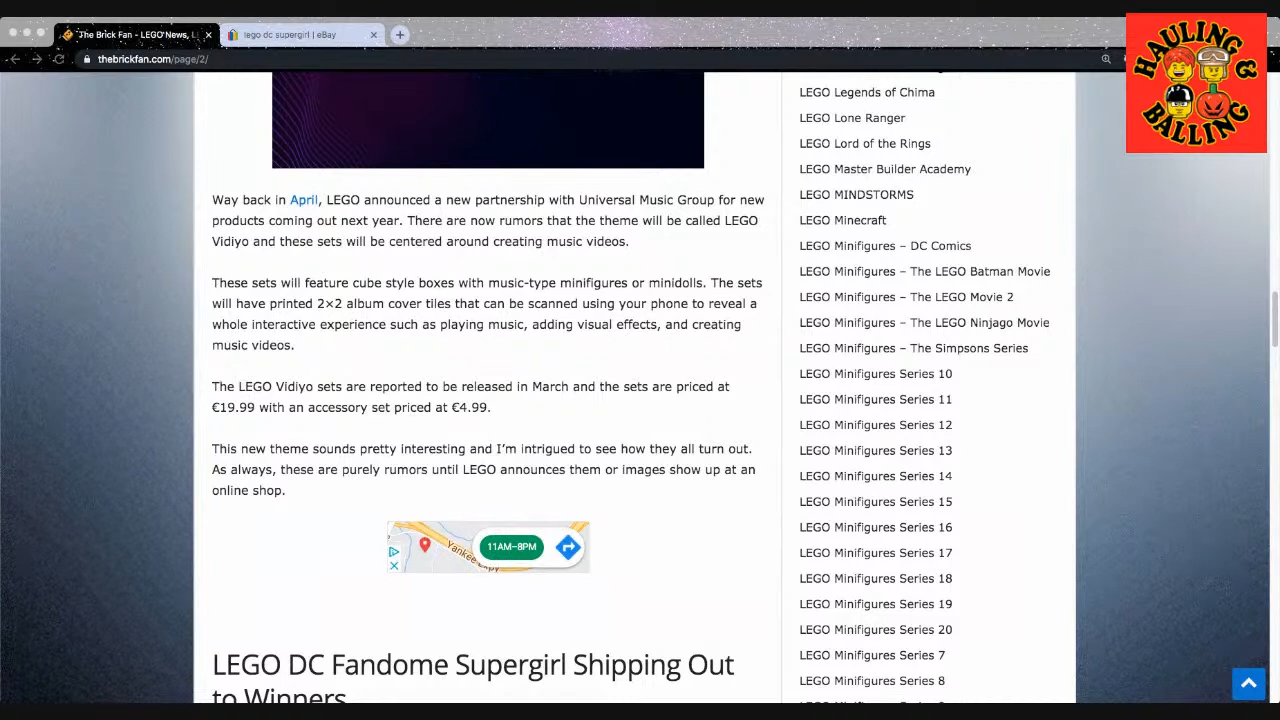 The Brick Fan - LEGO News, L
lego dc supergirl | eBay
thebrickfan.com/page/2/
HAULING &
BALLING
Way back in April, LEGO announced a new partnership with Universal Music Group for new
products coming out next year. There are now rumors that the theme will be called LEGO
Vidiyo and these sets will be centered around creating music videos.
These sets will feature cube style boxes with music-type minifigures or minidolls. The sets
will have printed 2×2 album cover tiles that can be scanned using your phone to reveal a
whole interactive experience such as playing music, adding visual effects, and creating
music videos.
The LEGO Vidiyo sets are reported to be released in March and the sets are priced at
€19.99 with an accessory set priced at €4.99.
This new theme sounds pretty interesting and I'm intrigued to see how they all turn out.
As always, these are purely rumors until LEGO announces them or images show up at an
online shop.
Yankee Expy
11AM–8PM
LEGO DC Fandome Supergirl Shipping Out
to Winners
LEGO Legends of Chima
LEGO Lone Ranger
LEGO Lord of the Rings
LEGO Master Builder Academy
LEGO MINDSTORMS
LEGO Minecraft
LEGO Minifigures – DC Comics
LEGO Minifigures – The LEGO Batman Movie
LEGO Minifigures – The LEGO Movie 2
LEGO Minifigures – The LEGO Ninjago Movie
LEGO Minifigures – The Simpsons Series
LEGO Minifigures Series 10
LEGO Minifigures Series 11
LEGO Minifigures Series 12
LEGO Minifigures Series 13
LEGO Minifigures Series 14
LEGO Minifigures Series 15
LEGO Minifigures Series 16
LEGO Minifigures Series 17
LEGO Minifigures Series 18
LEGO Minifigures Series 19
LEGO Minifigures Series 20
LEGO Minifigures Series 7
LEGO Minifigures Series 8